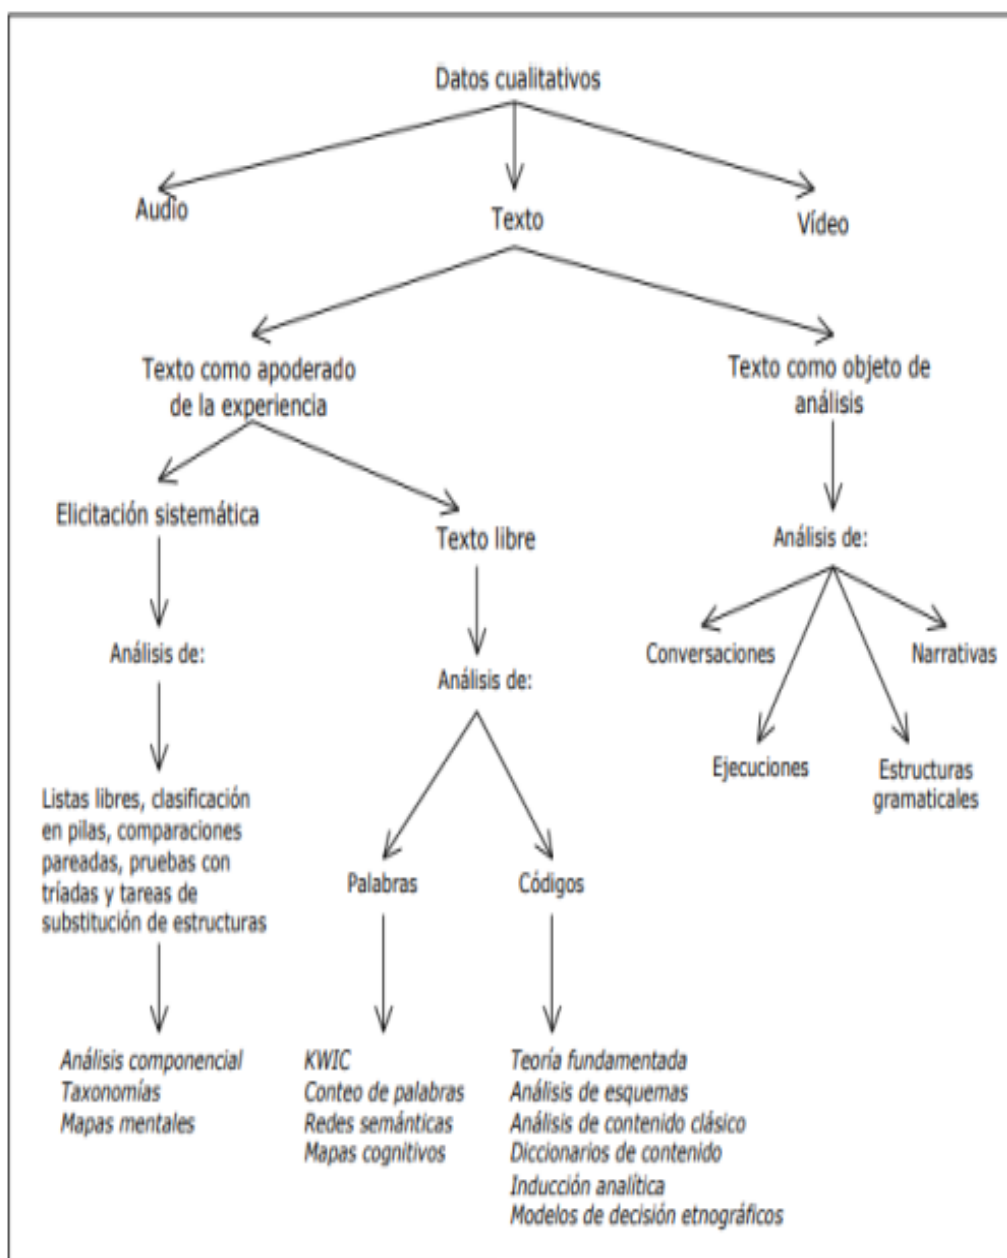 Datos cualitativos
Audio
Texto
Vídeo
Texto como apoderado
de la experiencia
Texto como objeto de
análisis
Elicitación sistemática
Texto libre
Análisis de:
Análisis de:
Análisis de:
Conversaciones
Narrativas
Ejecuciones
Estructuras
gramaticales
Listas libres, clasificación
en pilas, comparaciones
pareadas, pruebas con
tríadas y tareas de
substitución de estructuras
Palabras
Códigos
Análisis componencial
Taxonomías
Mapas mentales
KWIC
Conteo de palabras
Redes semánticas
Mapas cognitivos
Teoría fundamentada
Análisis de esquemas
Análisis de contenido clásico
Diccionarios de contenido
Inducción analítica
Modelos de decisión etnográficos